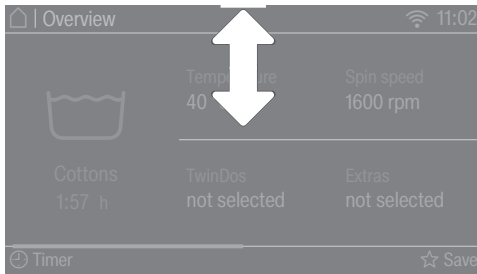 | Overview 11:02
Temperature Spin speed
40 1600 rpm
Cottons TwinDos Extras
1:57 h not selected not selected
Timer Save